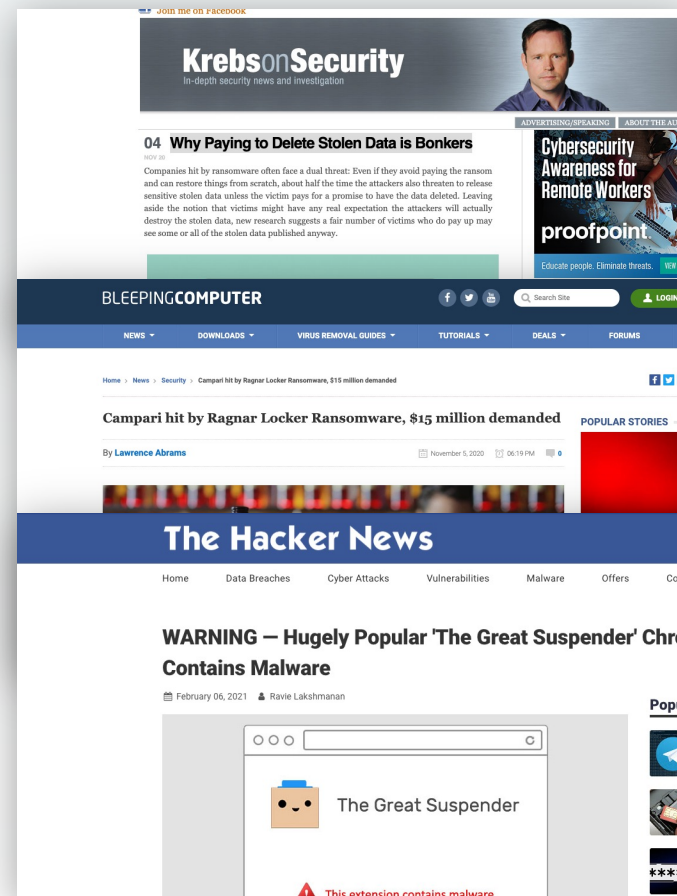 Join me on Facebook
KrebsonSecurity
In-depth security news and investigation
ADVERTISING/SPEAKING ABOUT THE AU
04 Why Paying to Delete Stolen Data is Bonkers
NOV 20
Companies hit by ransomware often face a dual threat: Even if they avoid paying the ransom
and can restore things from scratch, about half the time the attackers also threaten to release
sensitive stolen data unless the victim pays for a promise to have the data deleted. Leaving
aside the notion that victims might have any real expectation the attackers will actually
destroy the stolen data, new research suggests a fair number of victims who do pay up may
see some or all of the stolen data published anyway.
Cybersecurity
Awareness for
Remote Workers
proofpoint.
Educate people. Eliminate threats. VIEW
BLEEPINGCOMPUTER
Search Site
LOGIN
NEWS DOWNLOADS VIRUS REMOVAL GUIDES TUTORIALS DEALS FORUMS
Home > News > Security > Campari hit by Ragnar Locker Ransomware, $15 million demanded
Campari hit by Ragnar Locker Ransomware, $15 million demanded
By Lawrence Abrams
November 5, 2020 06:19 PM 0
POPULAR STORIES
The Hacker News
Home Data Breaches Cyber Attacks Vulnerabilities Malware Offers Co
WARNING — Hugely Popular 'The Great Suspender' Chr
Contains Malware
February 06, 2021 Ravie Lakshmanan
Pop
The Great Suspender
This extension contains malware